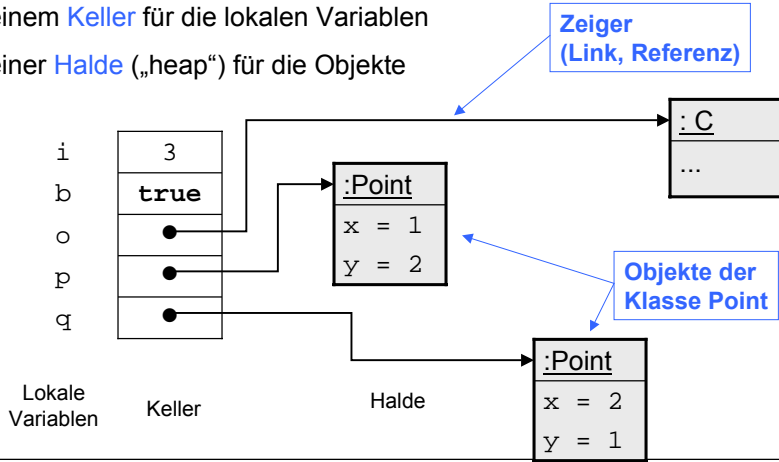 einem Keller für die lokalen Variablen
einer Halde („heap“) für die Objekte
Zeiger
(Link, Referenz)
: C
...
i 3
b true
o
p
q
:Point
x = 1
y = 2
Objekte der
Klasse Point
:Point
x = 2
y = 1
Lokale
Variablen
Keller
Halde